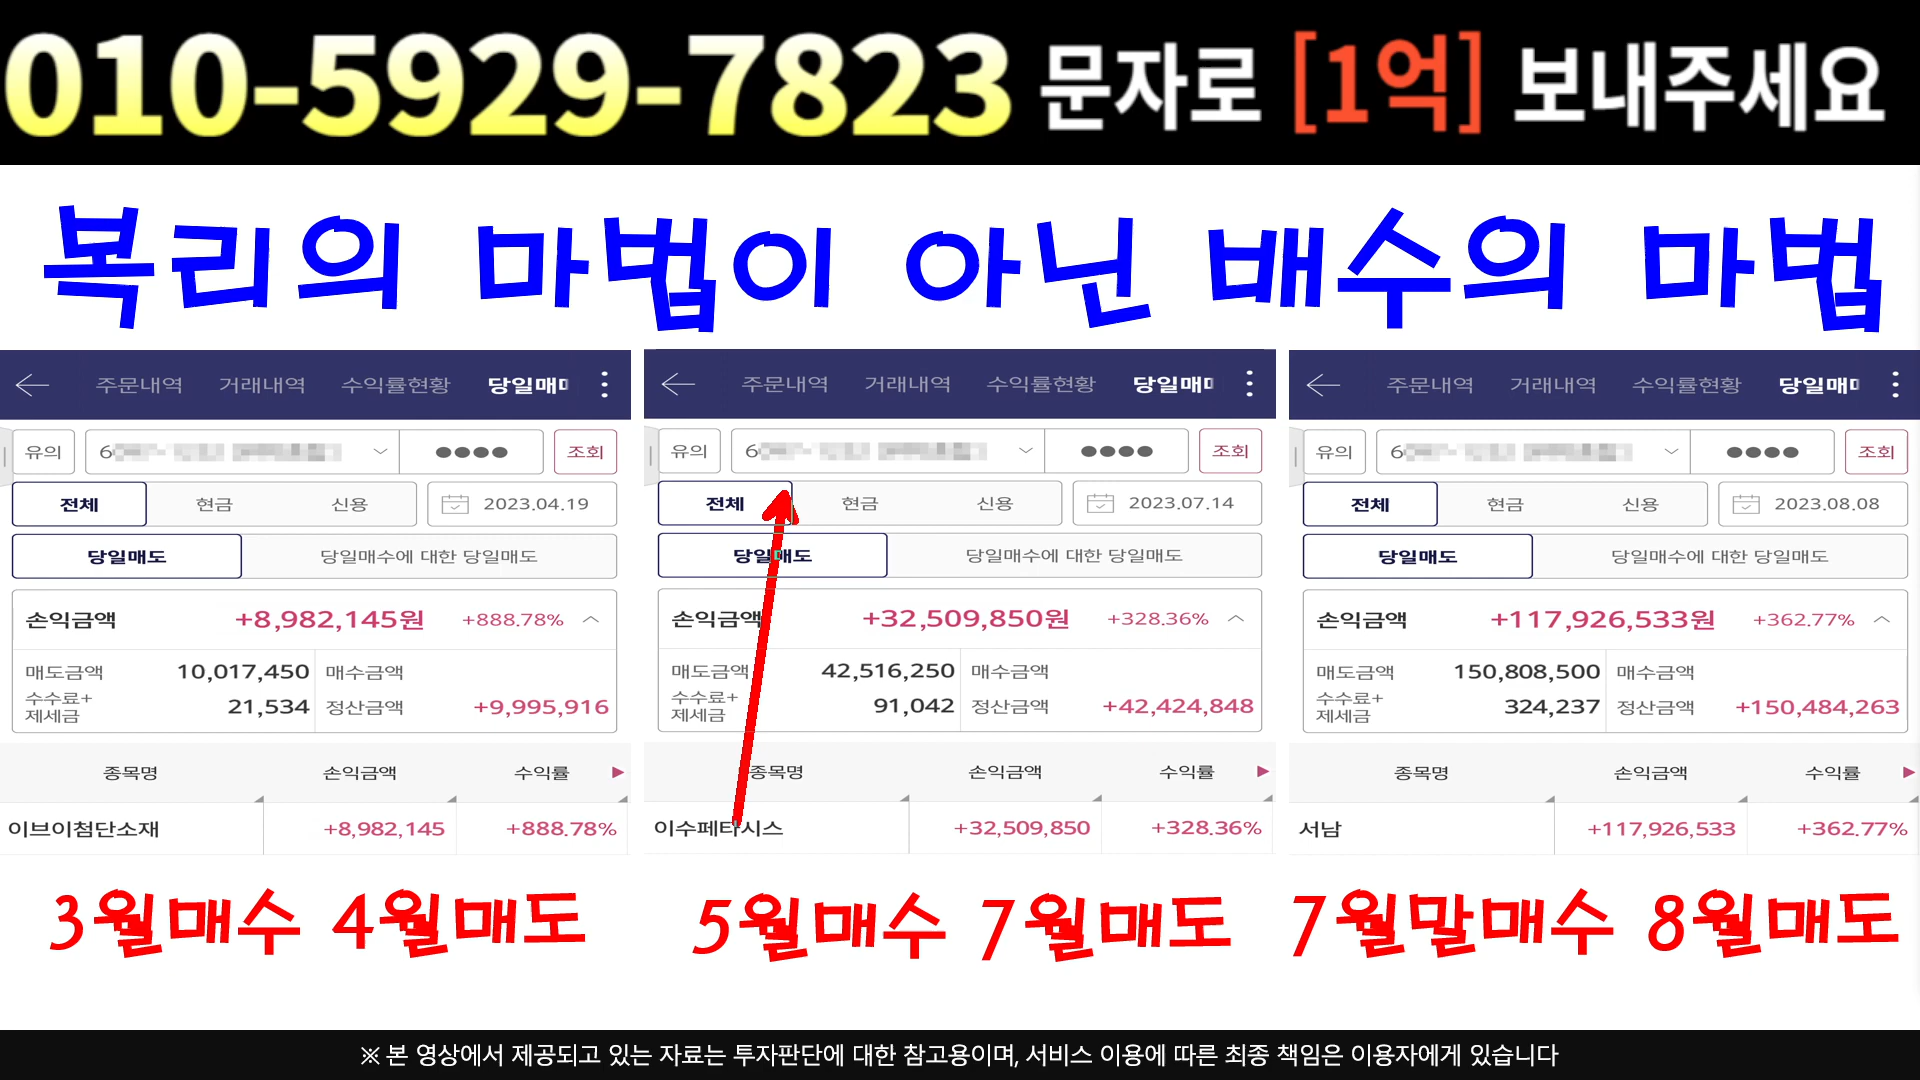 010-5929-7823 문자로 [1억] 보내주세요
복리의 마법이 아닌 배수의 마법
주문내역 거래내역 수익률현황 당일매
유의 6 ●●●● 조회
전체 현금 신용 2023.04.19
당일매도 당일매수에 대한 당일매도
손익금액 +8,982,145원 +888.78%
매도금액 10,017,450 매수금액
수수료+
제세금 21,534 정산금액 +9,995,916
종목명 손익금액 수익률
이브이첨단소재 +8,982,145 +888.78%
3월매수 4월매도
주문내역 거래내역 수익률현황 당일매
유의 6 ●●●● 조회
전체 현금 신용 2023.07.14
당일매도 당일매수에 대한 당일매도
손익금액 +32,509,850원 +328.36%
매도금액 42,516,250 매수금액
수수료+
제세금 91,042 정산금액 +42,424,848
종목명 손익금액 수익률
이수페타시스 +32,509,850 +328.36%
5월매수 7월매도
주문내역 거래내역 수익률현황 당일매
유의 6 ●●●● 조회
전체 현금 신용 2023.08.08
당일매도 당일매수에 대한 당일매도
손익금액 +117,926,533원 +362.77%
매도금액 150,808,500 매수금액
수수료+
제세금 324,237 정산금액 +150,484,263
종목명 손익금액 수익률
서남 +117,926,533 +362.77%
7월말매수 8월매도
※ 본 영상에서 제공되고 있는 자료는 투자판단에 대한 참고용이며, 서비스 이용에 따른 최종 책임은 이용자에게 있습니다